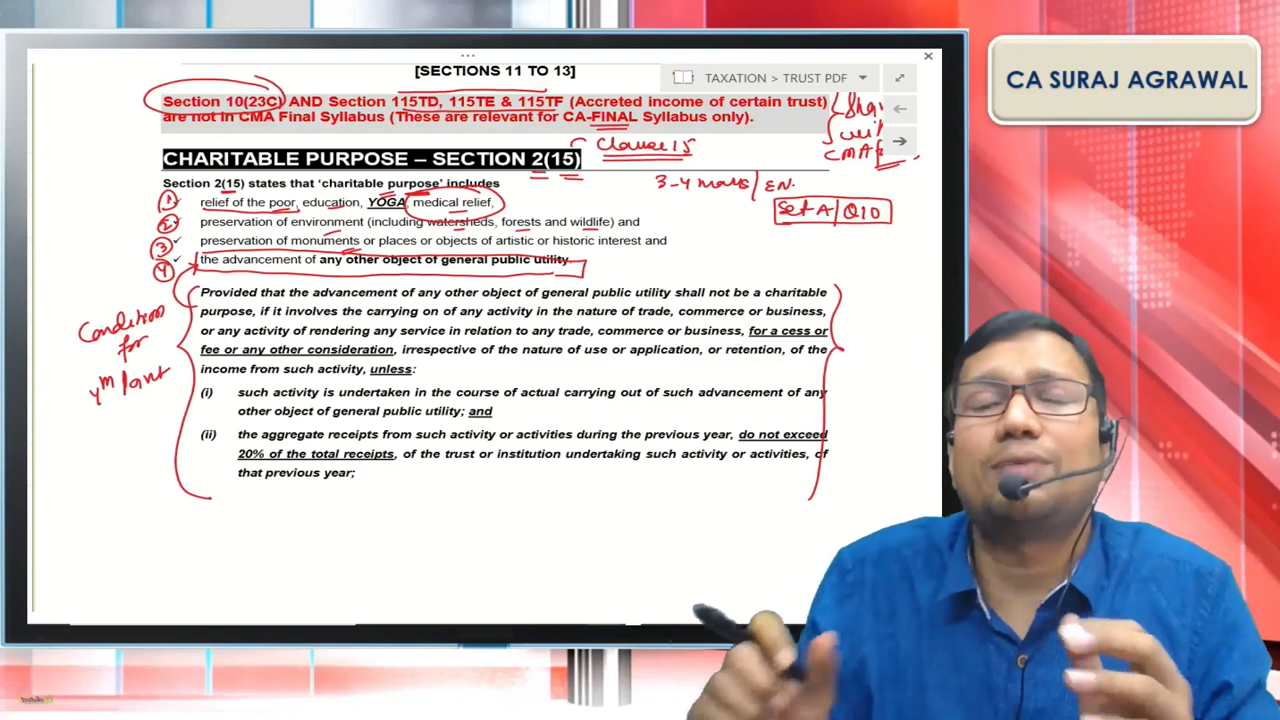 [SECTIONS 11 TO 13]
TAXATION > TRUST PDF
CA SURAJ AGRAWAL
Section 10(23C) AND Section 115TD, 115TE & 115TF (Accreted income of certain trust)
are not in CMA Final Syllabus (These are relevant for CA-FINAL Syllabus only).
CMA
CHARITABLE PURPOSE – SECTION 2(15)
Clause 15
Section 2(15) states that ‘charitable purpose’ includes
3-4 marks/ EN.
1 relief of the poor, education, YOGA, medical relief,
Set A/Q10
2 preservation of environment (including watersheds, forests and wildlife) and
3 preservation of monuments or places or objects of artistic or historic interest and
4 the advancement of any other object of general public utility.
Provided that the advancement of any other object of general public utility shall not be a charitable
purpose, if it involves the carrying on of any activity in the nature of trade, commerce or business,
or any activity of rendering any service in relation to any trade, commerce or business, for a cess or
fee or any other consideration, irrespective of the nature of use or application, or retention, of the
income from such activity, unless:
Condition
for
4th Point
(i) such activity is undertaken in the course of actual carrying out of such advancement of any
other object of general public utility; and
(ii) the aggregate receipts from such activity or activities during the previous year, do not exceed
20% of the total receipts, of the trust or institution undertaking such activity or activities, of
that previous year;